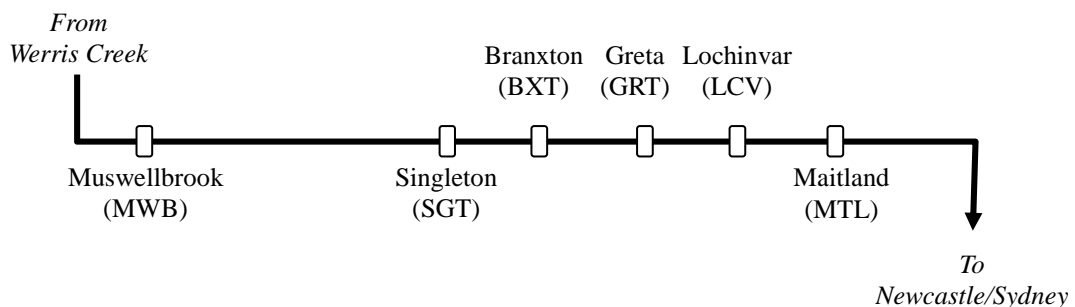 From
Werris Creek
Branxton
(BXT)
Greta
(GRT)
Lochinvar
(LCV)
Muswellbrook
(MWB)
Singleton
(SGT)
Maitland
(MTL)
To
Newcastle/Sydney